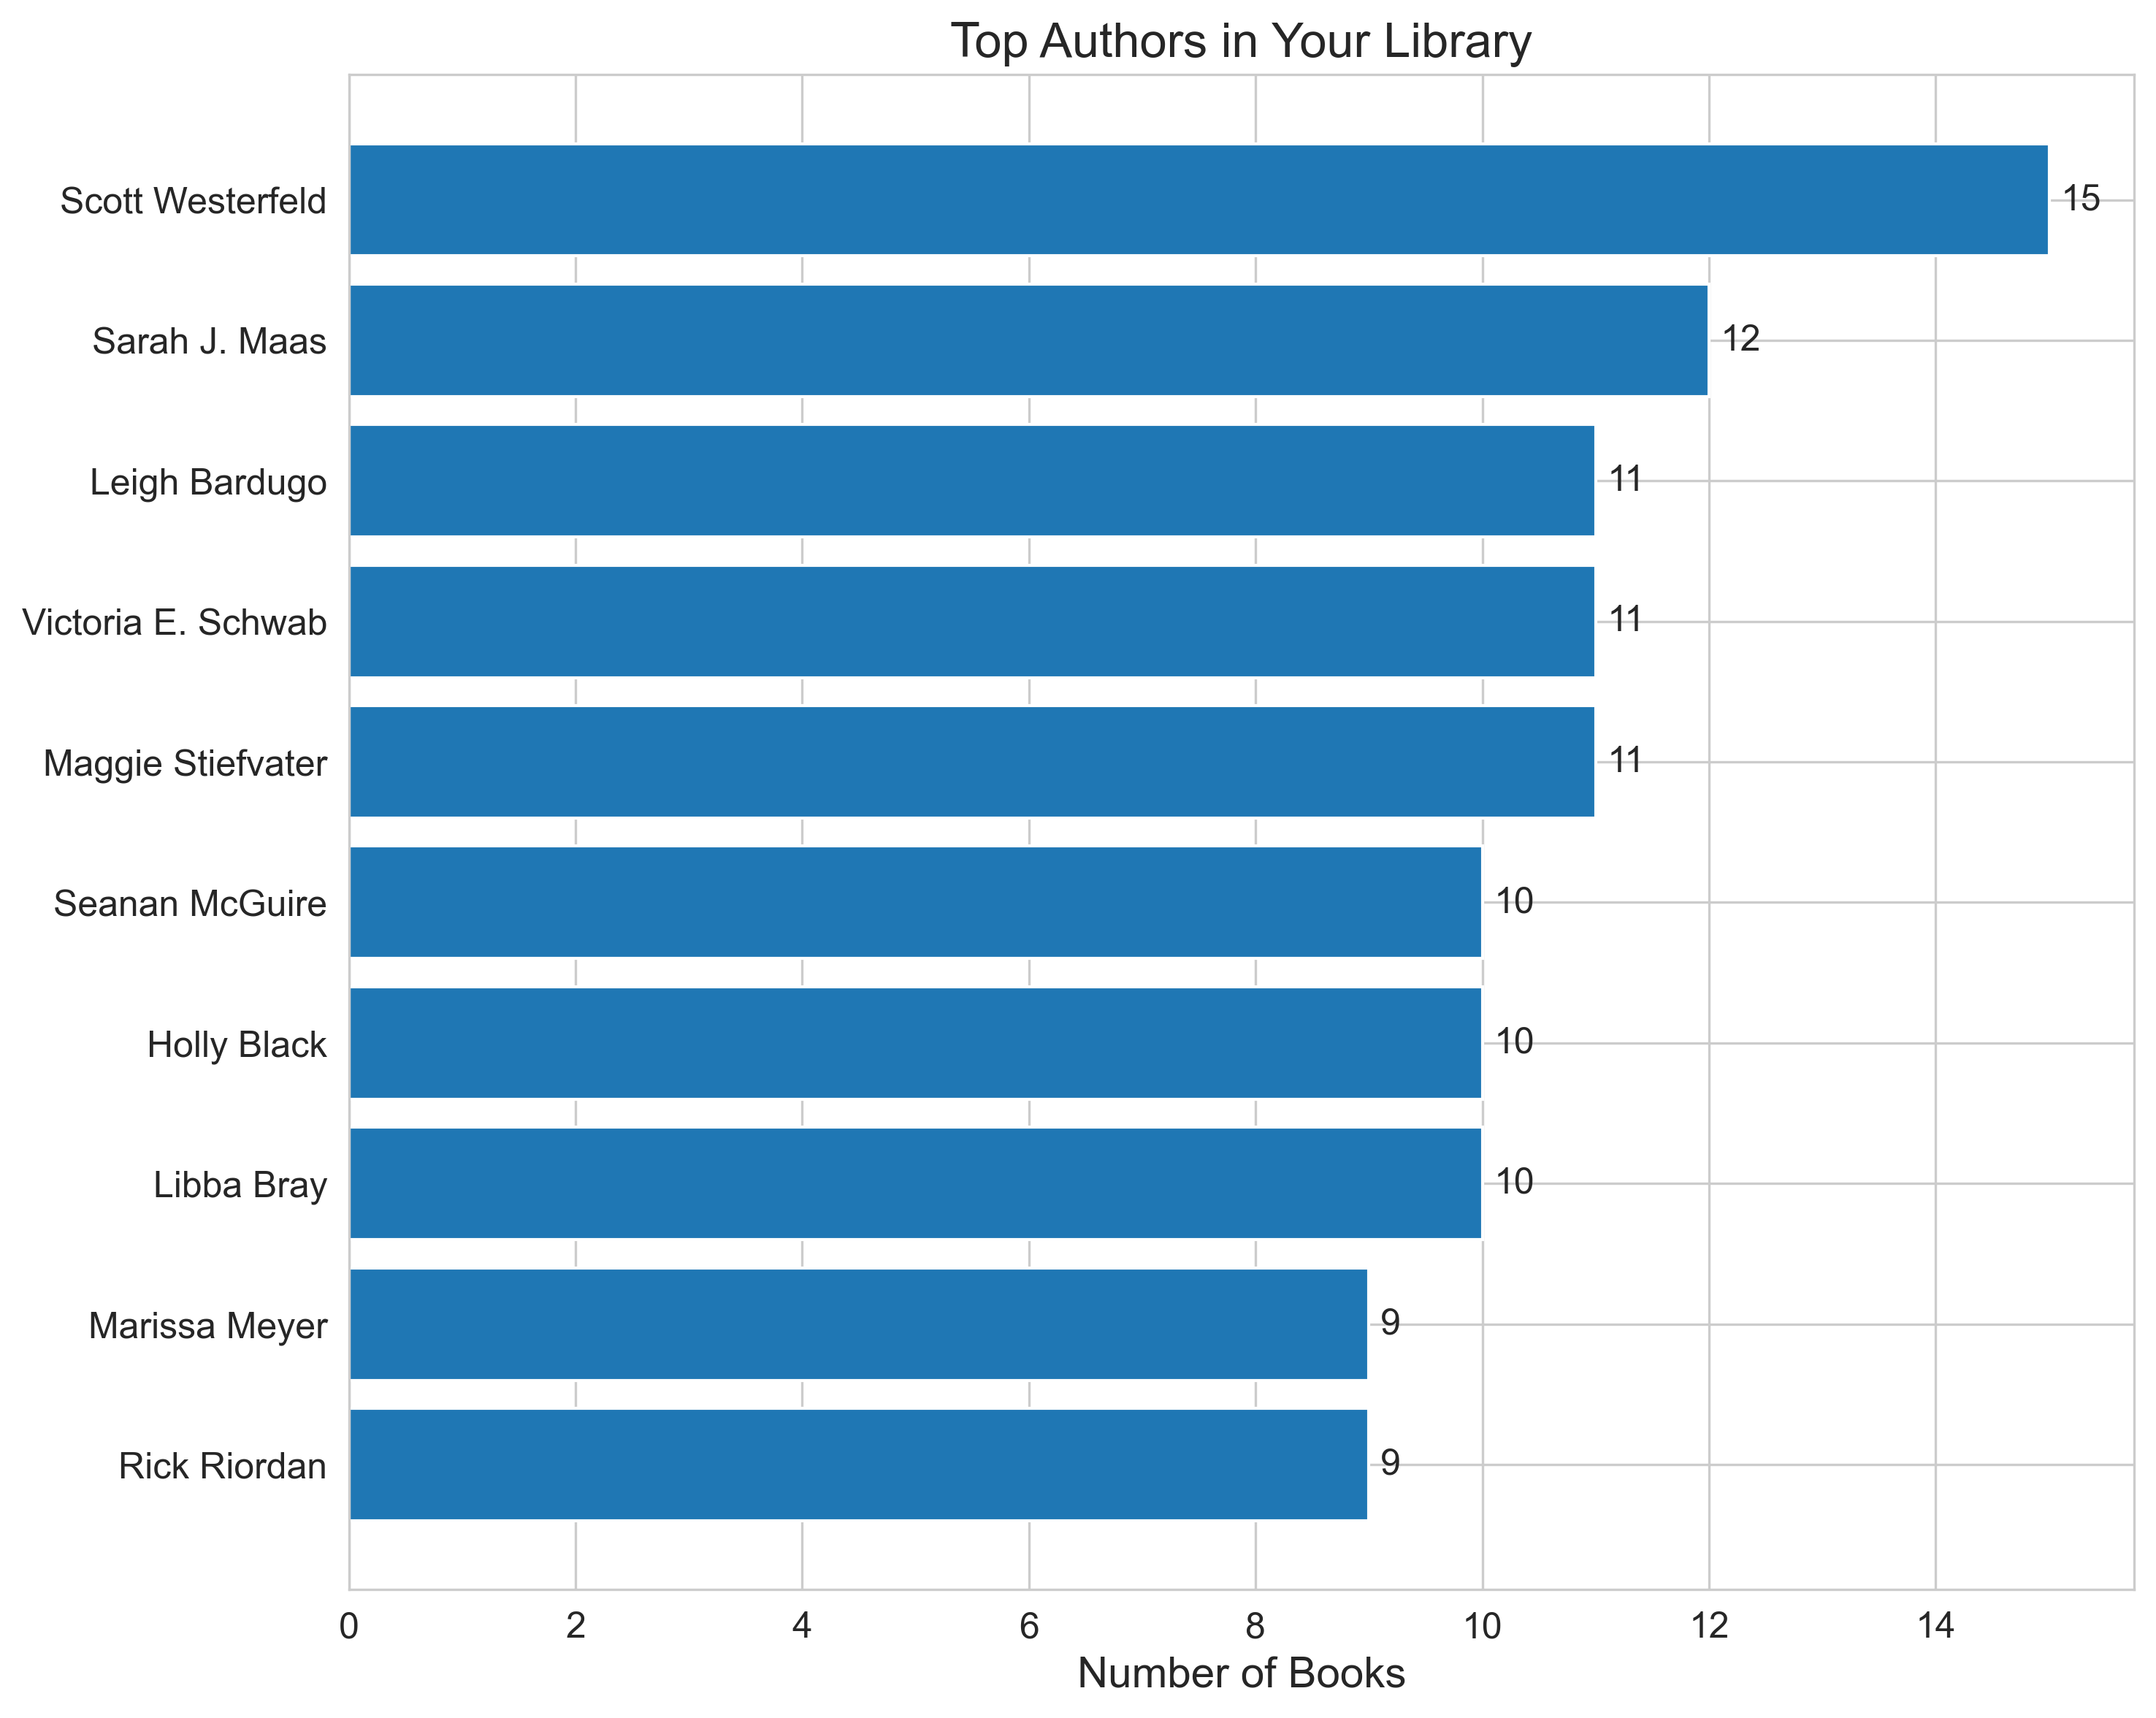 Top Authors in Your Library
Scott Westerfeld 15
Sarah J. Maas 12
Leigh Bardugo 11
Victoria E. Schwab 11
Maggie Stiefvater 11
Seanan McGuire 10
Holly Black 10
Libba Bray 10
Marissa Meyer 9
Rick Riordan 9
0 2 4 6 8 10 12 14
Number of Books